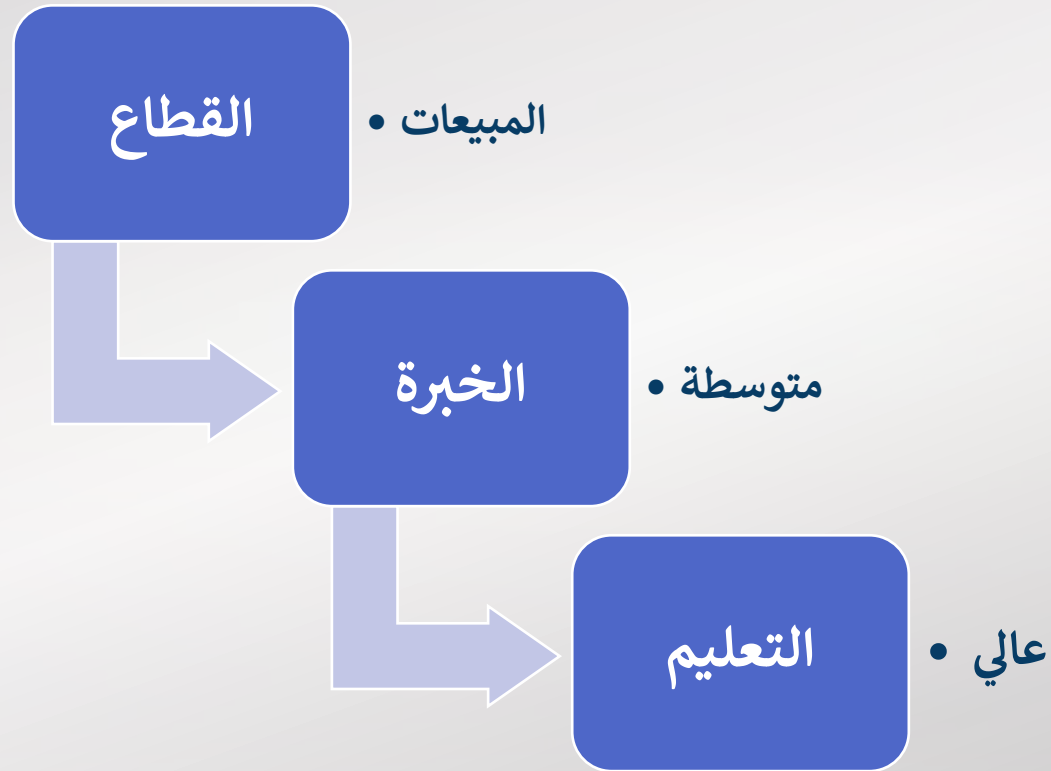 القطاع
• المبيعات
الخبرة
• متوسطة
التعليم
• عالي